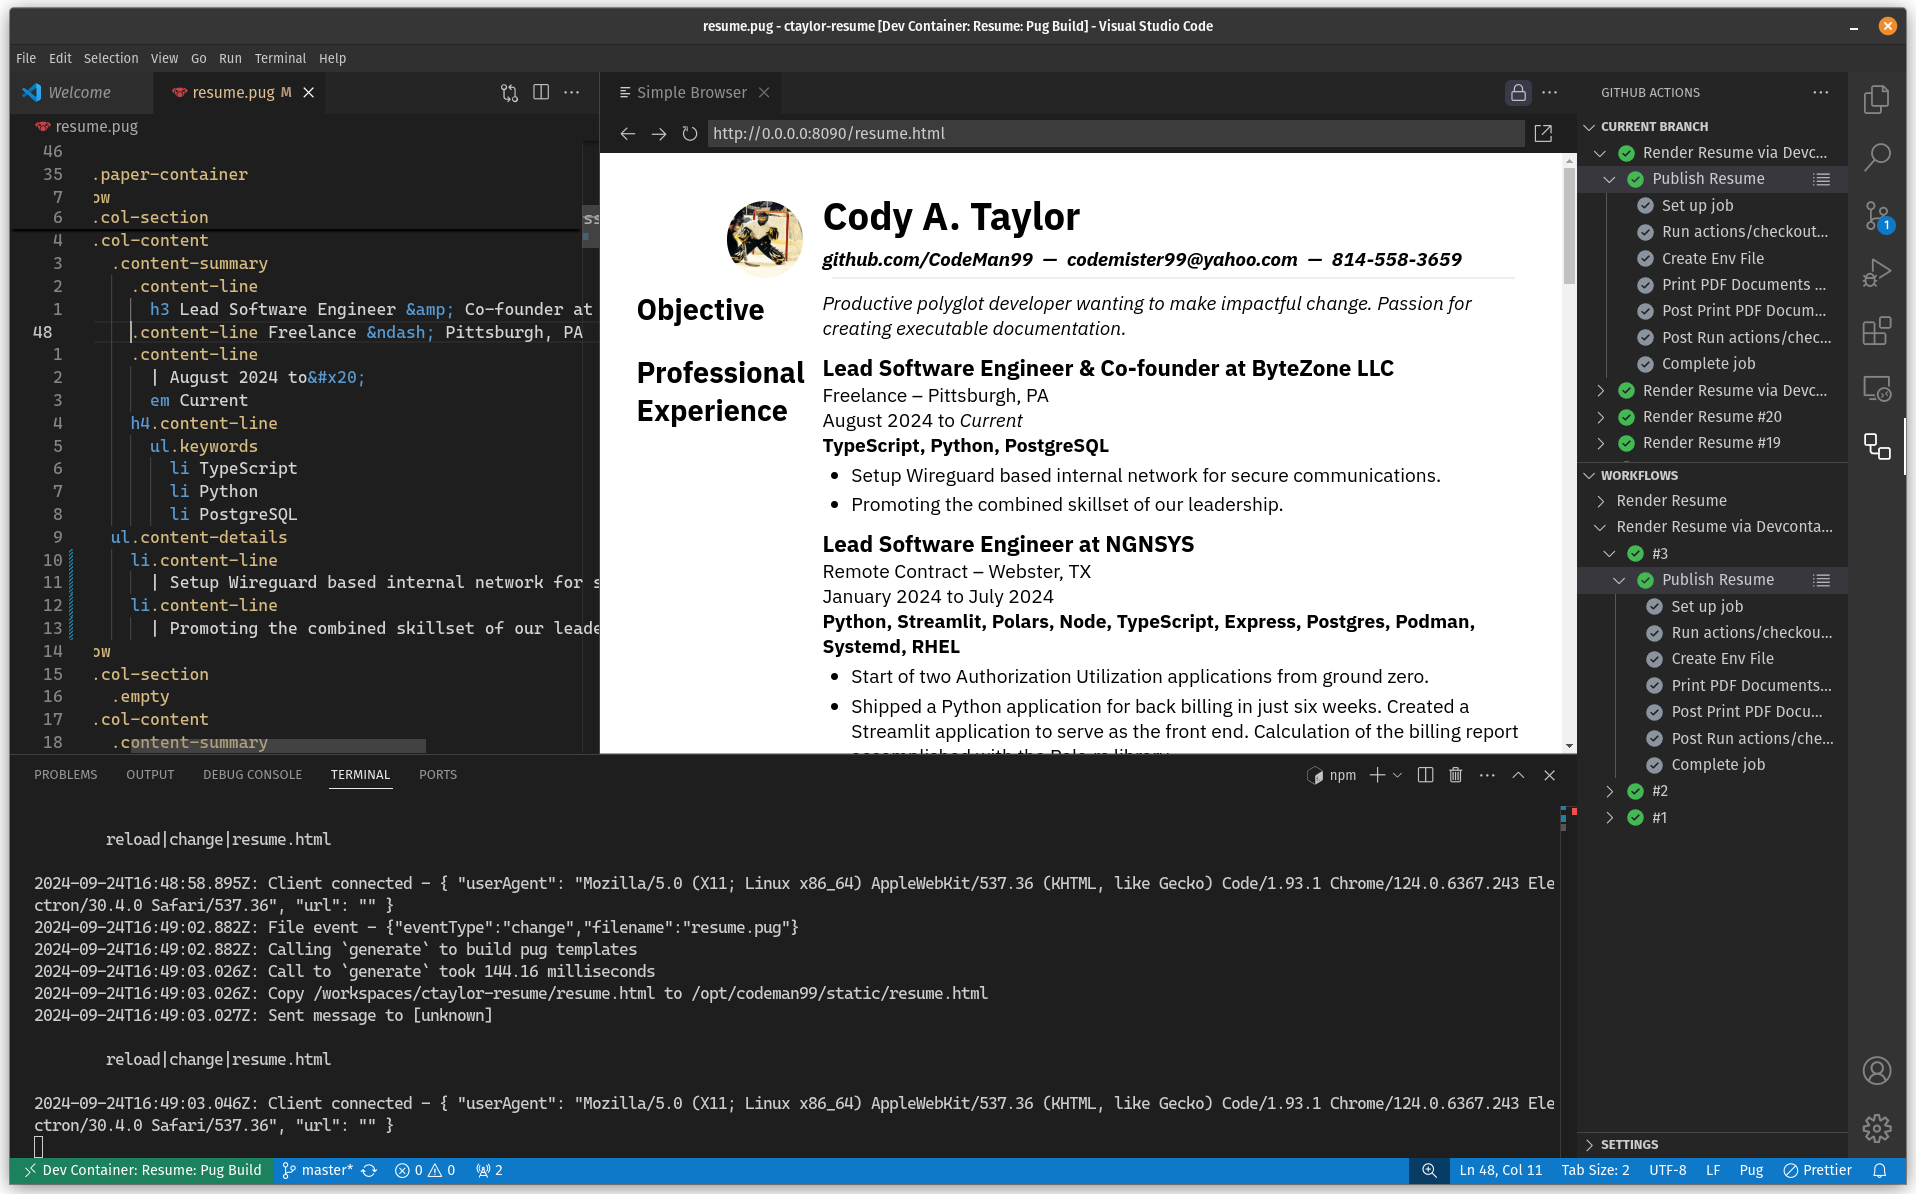 resume.pug - ctaylor-resume [Dev Container: Resume: Pug Build] - Visual Studio Code
File Edit Selection View Go Run Terminal Help
Welcome
resume.pug M
resume.pug
46
35 .paper-container
7 ow
6 .col-section
4 .col-content
3 .content-summary
2 .content-line
1 h3 Lead Software Engineer &amp; Co-founder at
48 .content-line Freelance &ndash; Pittsburgh, PA
1 .content-line
2 | August 2024 to&#x20;
3 em Current
4 h4.content-line
5 ul.keywords
6 li TypeScript
7 li Python
8 li PostgreSQL
9 ul.content-details
10 li.content-line
11 | Setup Wireguard based internal network for s
12 li.content-line
13 | Promoting the combined skillset of our leade
14 ow
15 .col-section
16 .empty
17 .col-content
18 .content-summary
Simple Browser
http://0.0.0.0:8090/resume.html
Cody A. Taylor
github.com/CodeMan99 — codemister99@yahoo.com — 814-558-3659
Objective
Productive polyglot developer wanting to make impactful change. Passion for
creating executable documentation.
Professional
Experience
Lead Software Engineer & Co-founder at ByteZone LLC
Freelance – Pittsburgh, PA
August 2024 to Current
TypeScript, Python, PostgreSQL
• Setup Wireguard based internal network for secure communications.
• Promoting the combined skillset of our leadership.
Lead Software Engineer at NGNSYS
Remote Contract – Webster, TX
January 2024 to July 2024
Python, Streamlit, Polars, Node, TypeScript, Express, Postgres, Podman,
Systemd, RHEL
• Start of two Authorization Utilization applications from ground zero.
• Shipped a Python application for back billing in just six weeks. Created a
Streamlit application to serve as the front end. Calculation of the billing report
GITHUB ACTIONS
CURRENT BRANCH
Render Resume via Devc...
Publish Resume
Set up job
Run actions/checkout...
Create Env File
Print PDF Documents ...
Post Print PDF Docum...
Post Run actions/chec...
Complete job
Render Resume via Devc...
Render Resume #20
Render Resume #19
WORKFLOWS
Render Resume
Render Resume via Devconta...
#3
Publish Resume
Set up job
Run actions/checkou...
Create Env File
Print PDF Documents...
Post Print PDF Docu...
Post Run actions/che...
Complete job
#2
#1
SETTINGS
1
PROBLEMS OUTPUT DEBUG CONSOLE TERMINAL PORTS
npm
reload|change|resume.html
2024-09-24T16:48:58.895Z: Client connected - { "userAgent": "Mozilla/5.0 (X11; Linux x86_64) AppleWebKit/537.36 (KHTML, like Gecko) Code/1.93.1 Chrome/124.0.6367.243 Ele
ctron/30.4.0 Safari/537.36", "url": "" }
2024-09-24T16:49:02.882Z: File event - {"eventType":"change","filename":"resume.pug"}
2024-09-24T16:49:02.882Z: Calling `generate` to build pug templates
2024-09-24T16:49:03.026Z: Call to `generate` took 144.16 milliseconds
2024-09-24T16:49:03.026Z: Copy /workspaces/ctaylor-resume/resume.html to /opt/codeman99/static/resume.html
2024-09-24T16:49:03.027Z: Sent message to [unknown]
reload|change|resume.html
2024-09-24T16:49:03.046Z: Client connected - { "userAgent": "Mozilla/5.0 (X11; Linux x86_64) AppleWebKit/537.36 (KHTML, like Gecko) Code/1.93.1 Chrome/124.0.6367.243 Ele
ctron/30.4.0 Safari/537.36", "url": "" }
Dev Container: Resume: Pug Build master* 0 0 2 Ln 48, Col 11 Tab Size: 2 UTF-8 LF Pug Prettier